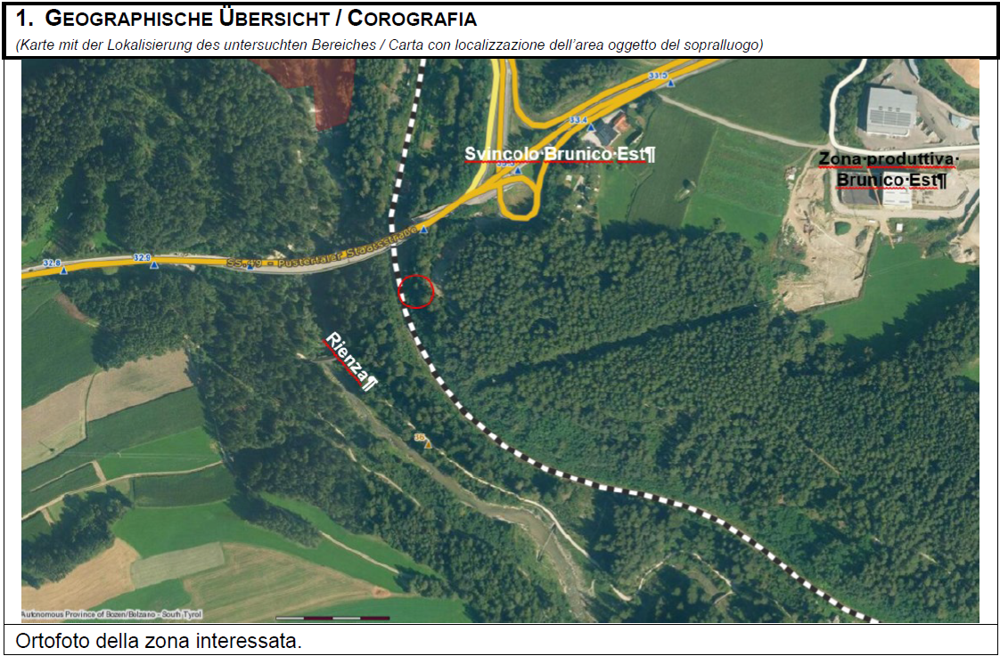 1. GEOGRAPHISCHE ÜBERSICHT / COROGRAFIA
(Karte mit der Lokalisierung des untersuchten Bereiches / Carta con localizzazione dell'area oggetto del sopralluogo)
33.5
33.4
Svincolo·Brunico·Est¶
Zona·produttiva·
Brunico·Est¶
SS.49 - Pustertaler Staatsstraße
32.9
32.8
Rienza¶
36
Autonomous Province of Bozen/Bolzano - South Tyrol
Ortofoto della zona interessata.